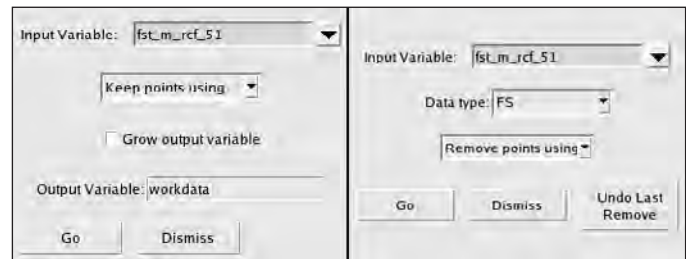 Input Variable: fst_m_rcf_51
Keep points using
Grow output variable
Output Variable: workdata
Go Dismiss
Input Variable: fst_m_rcf_51
Data type: FS
Remove points using
Go Dismiss Undo Last
Remove